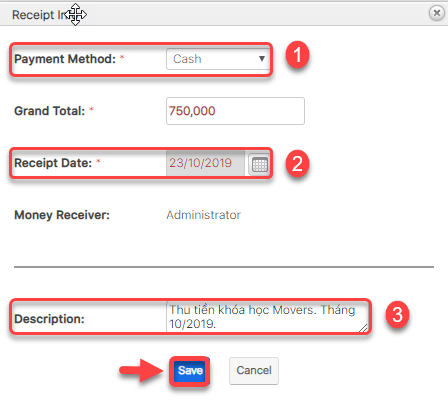 Receipt In
Payment Method: * Cash 1
Grand Total: * 750,000
Receipt Date: * 23/10/2019 2
Money Receiver: Administrator
Description: Thu tiền khóa học Movers. Tháng
10/2019. 3
Save Cancel